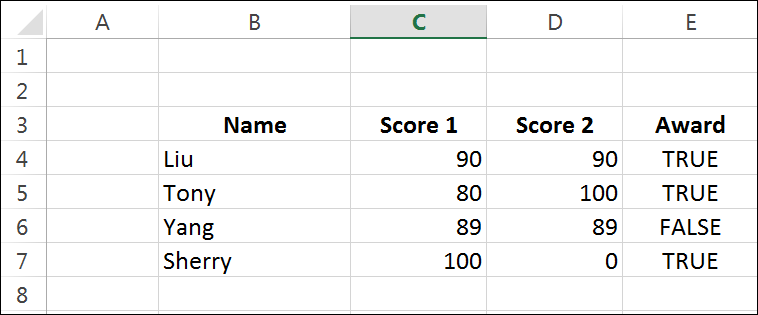 A B C D E
1
2
3 Name Score 1 Score 2 Award
4 Liu 90 90 TRUE
5 Tony 80 100 TRUE
6 Yang 89 89 FALSE
7 Sherry 100 0 TRUE
8